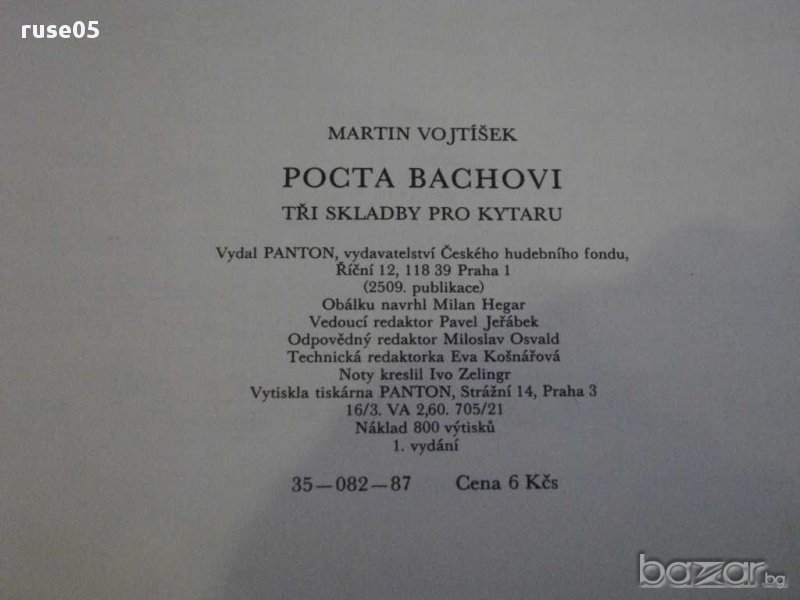 ruse05
MARTIN VOJTÍŠEK
POCTA BACHOVI
TŘI SKLADBY PRO KYTARU
Vydal PANTON, vydavatelství Českého hudebního fondu,
Říční 12, 118 39 Praha 1
(2509. publikace)
Obálku navrhl Milan Hegar
Vedoucí redaktor Pavel Jeřábek
Odpovědný redaktor Miloslav Osvald
Technická redaktorka Eva Košnářová
Noty kreslil Ivo Zelingr
Vytiskla tiskárna PANTON, Strážní 14, Praha 3
16/3. VA 2,60. 705/21
Náklad 800 výtisků
1. vydání
35—082—87 Cena 6 Kčs
bazar.bg